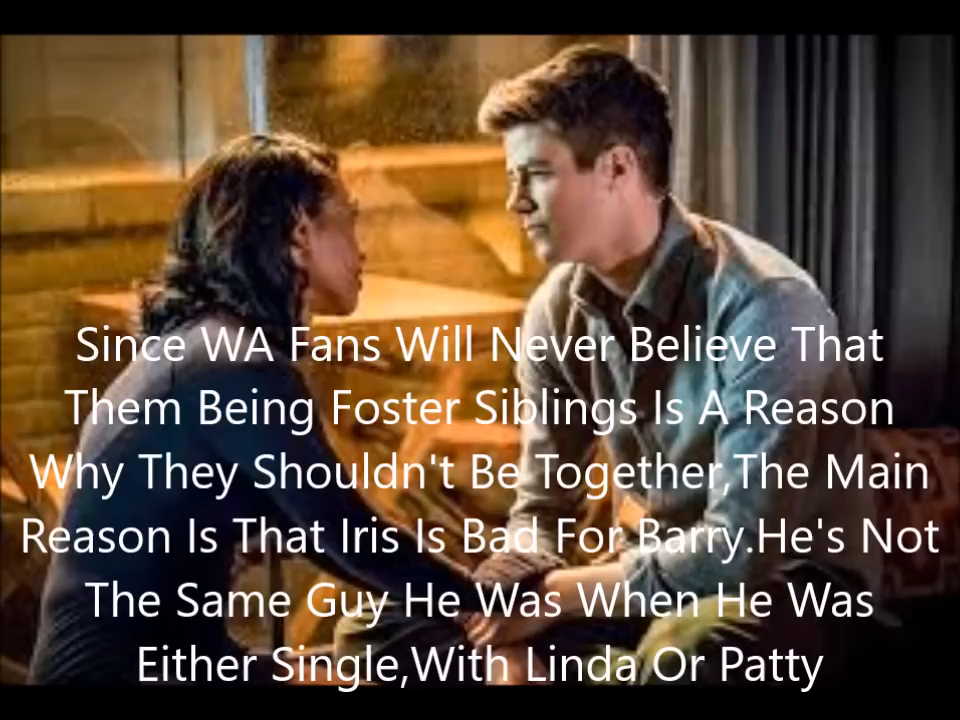 Since WA Fans Will Never Believe That
Them Being Foster Siblings Is A Reason
Why They Shouldn't Be Together,The Main
Reason Is That Iris Is Bad For Barry.He's Not
The Same Guy He Was When He Was
Either Single,With Linda Or Patty